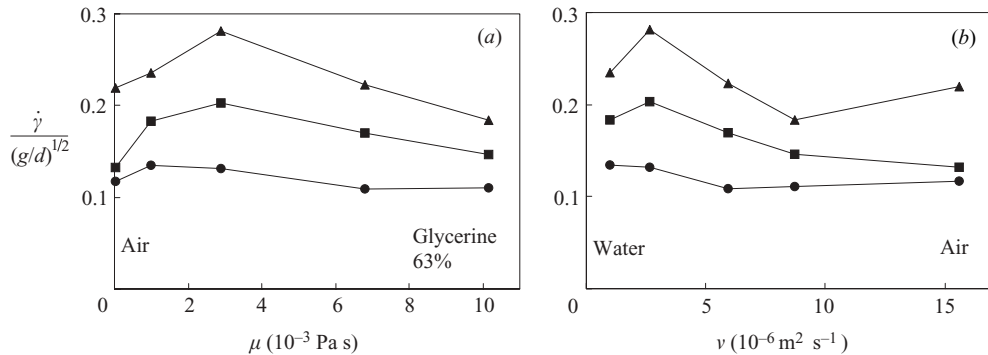 0.3
(a)
0.2
γ̇
(g/d)^1/2
0.1
Air
Glycerine
63%
0
2
4
6
8
10
μ (10⁻³ Pa s)
0.3
(b)
0.2
0.1
Water
Air
0
5
10
15
ν (10⁻⁶ m² s⁻¹)